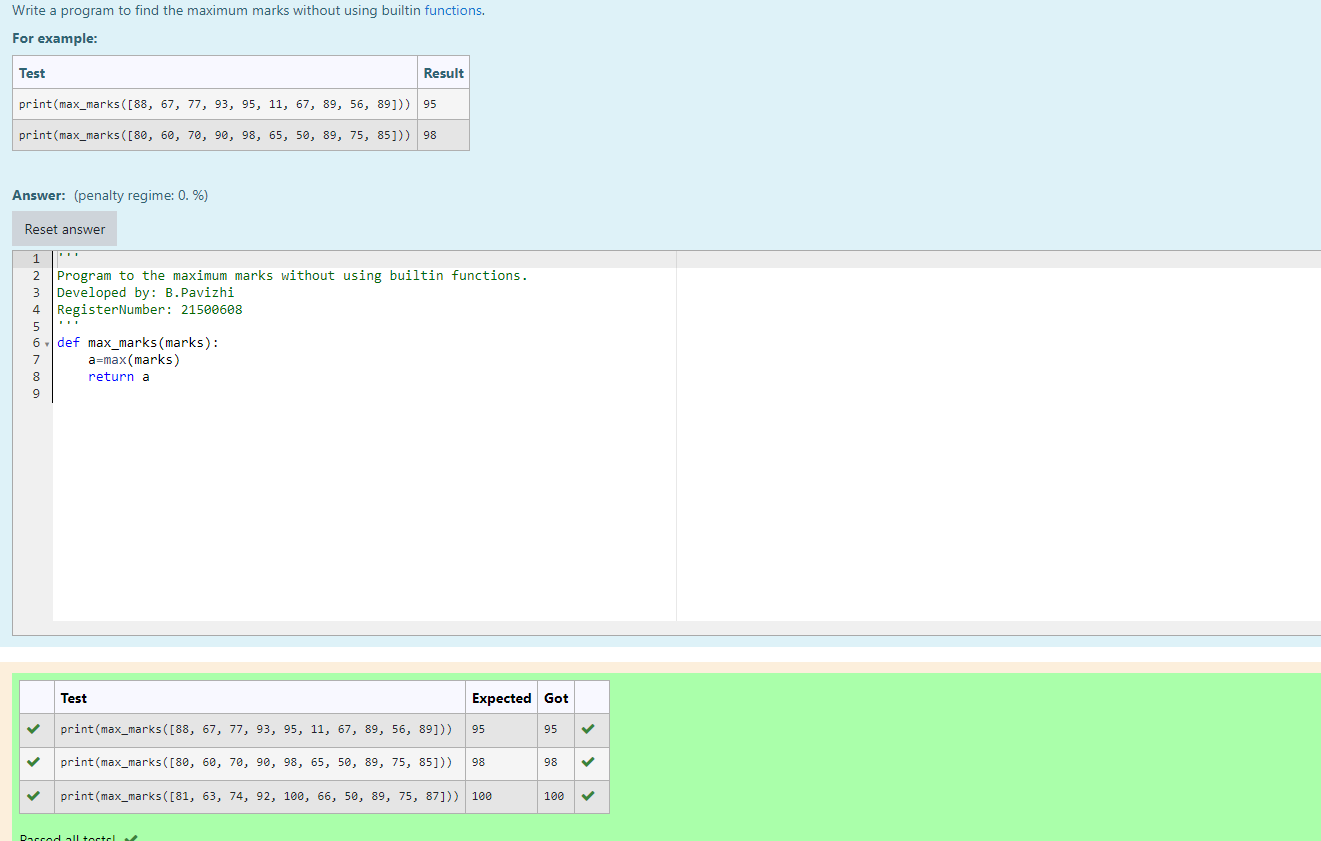 Write a program to find the maximum marks without using builtin functions.
For example:
Test Result
print(max_marks([88, 67, 77, 93, 95, 11, 67, 89, 56, 89])) 95
print(max_marks([80, 60, 70, 90, 98, 65, 50, 89, 75, 85])) 98
Answer: (penalty regime: 0. %)
Reset answer
1 '''
2 Program to the maximum marks without using builtin functions.
3 Developed by: B.Pavizhi
4 RegisterNumber: 21500608
5 '''
6 def max_marks(marks):
7 a=max(marks)
8 return a
9
Test Expected Got
print(max_marks([88, 67, 77, 93, 95, 11, 67, 89, 56, 89])) 95 95
print(max_marks([80, 60, 70, 90, 98, 65, 50, 89, 75, 85])) 98 98
print(max_marks([81, 63, 74, 92, 100, 66, 50, 89, 75, 87])) 100 100
Passed all tests!